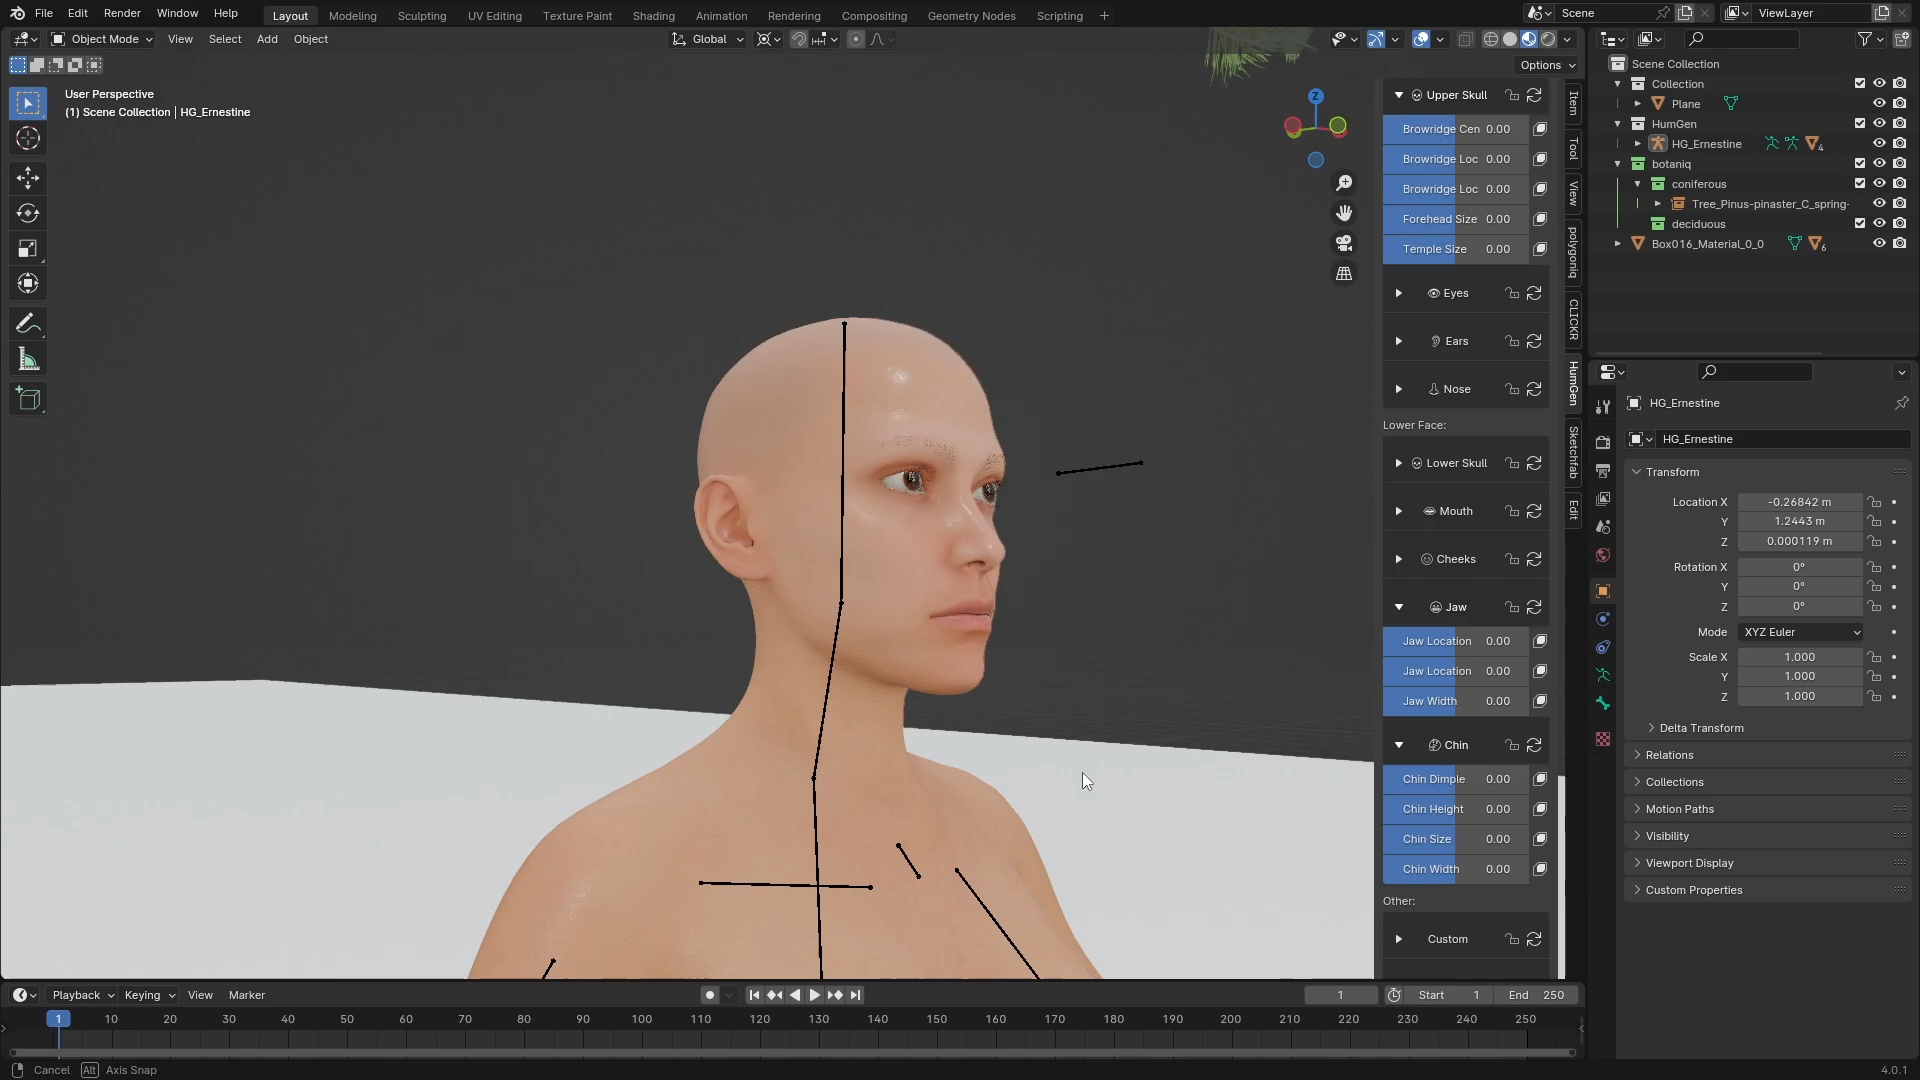 File Edit Render Window Help Layout Modeling Sculpting UV Editing Texture Paint Shading Animation Rendering Compositing Geometry Nodes Scripting + Scene ViewLayer
Object Mode View Select Add Object Global
Options
User Perspective
(1) Scene Collection | HG_Ernestine
Z
Upper Skull
Browridge Cen 0.00
Browridge Loc 0.00
Browridge Loc 0.00
Forehead Size 0.00
Temple Size 0.00
Eyes
Ears
Nose
Lower Face:
Lower Skull
Mouth
Cheeks
Jaw
Jaw Location 0.00
Jaw Location 0.00
Jaw Width 0.00
Chin
Chin Dimple 0.00
Chin Height 0.00
Chin Size 0.00
Chin Width 0.00
Other:
Custom
Item
Tool
View
polygoniq
CLICKR
HumGen
Sketchfab
Edit
Scene Collection
Collection
Plane
HumGen
HG_Ernestine 4
botaniq
coniferous
Tree_Pinus-pinaster_C_spring-
deciduous
Box016_Material_0_0 6
HG_Ernestine
HG_Ernestine
Transform
Location X -0.26842 m
Y 1.2443 m
Z 0.000119 m
Rotation X 0°
Y 0°
Z 0°
Mode XYZ Euler
Scale X 1.000
Y 1.000
Z 1.000
Delta Transform
Relations
Collections
Motion Paths
Visibility
Viewport Display
Custom Properties
Playback Keying View Marker 1 Start 1 End 250
1 10 20 30 40 50 60 70 80 90 100 110 120 130 140 150 160 170 180 190 200 210 220 230 240 250
Cancel Alt Axis Snap 4.0.1